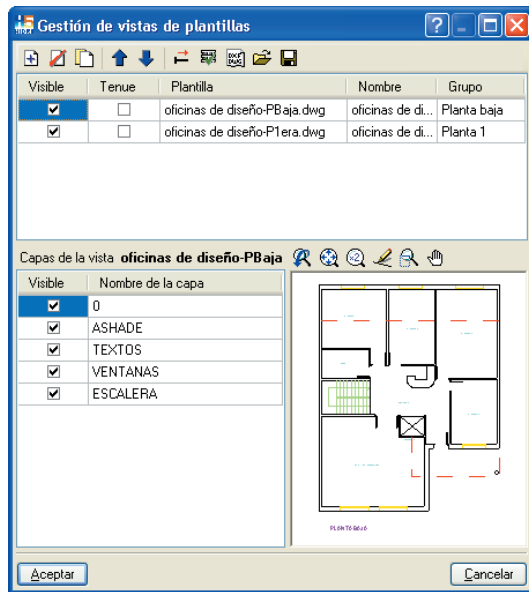 Gestión de vistas de plantillas
Visible Tenue Plantilla Nombre Grupo
oficinas de diseño-PBaja.dwg oficinas de di... Planta baja
oficinas de diseño-P1era.dwg oficinas de di... Planta 1
Capas de la vista oficinas de diseño-PBaja
Visible Nombre de la capa
0
ASHADE
TEXTOS
VENTANAS
ESCALERA
Aceptar Cancelar